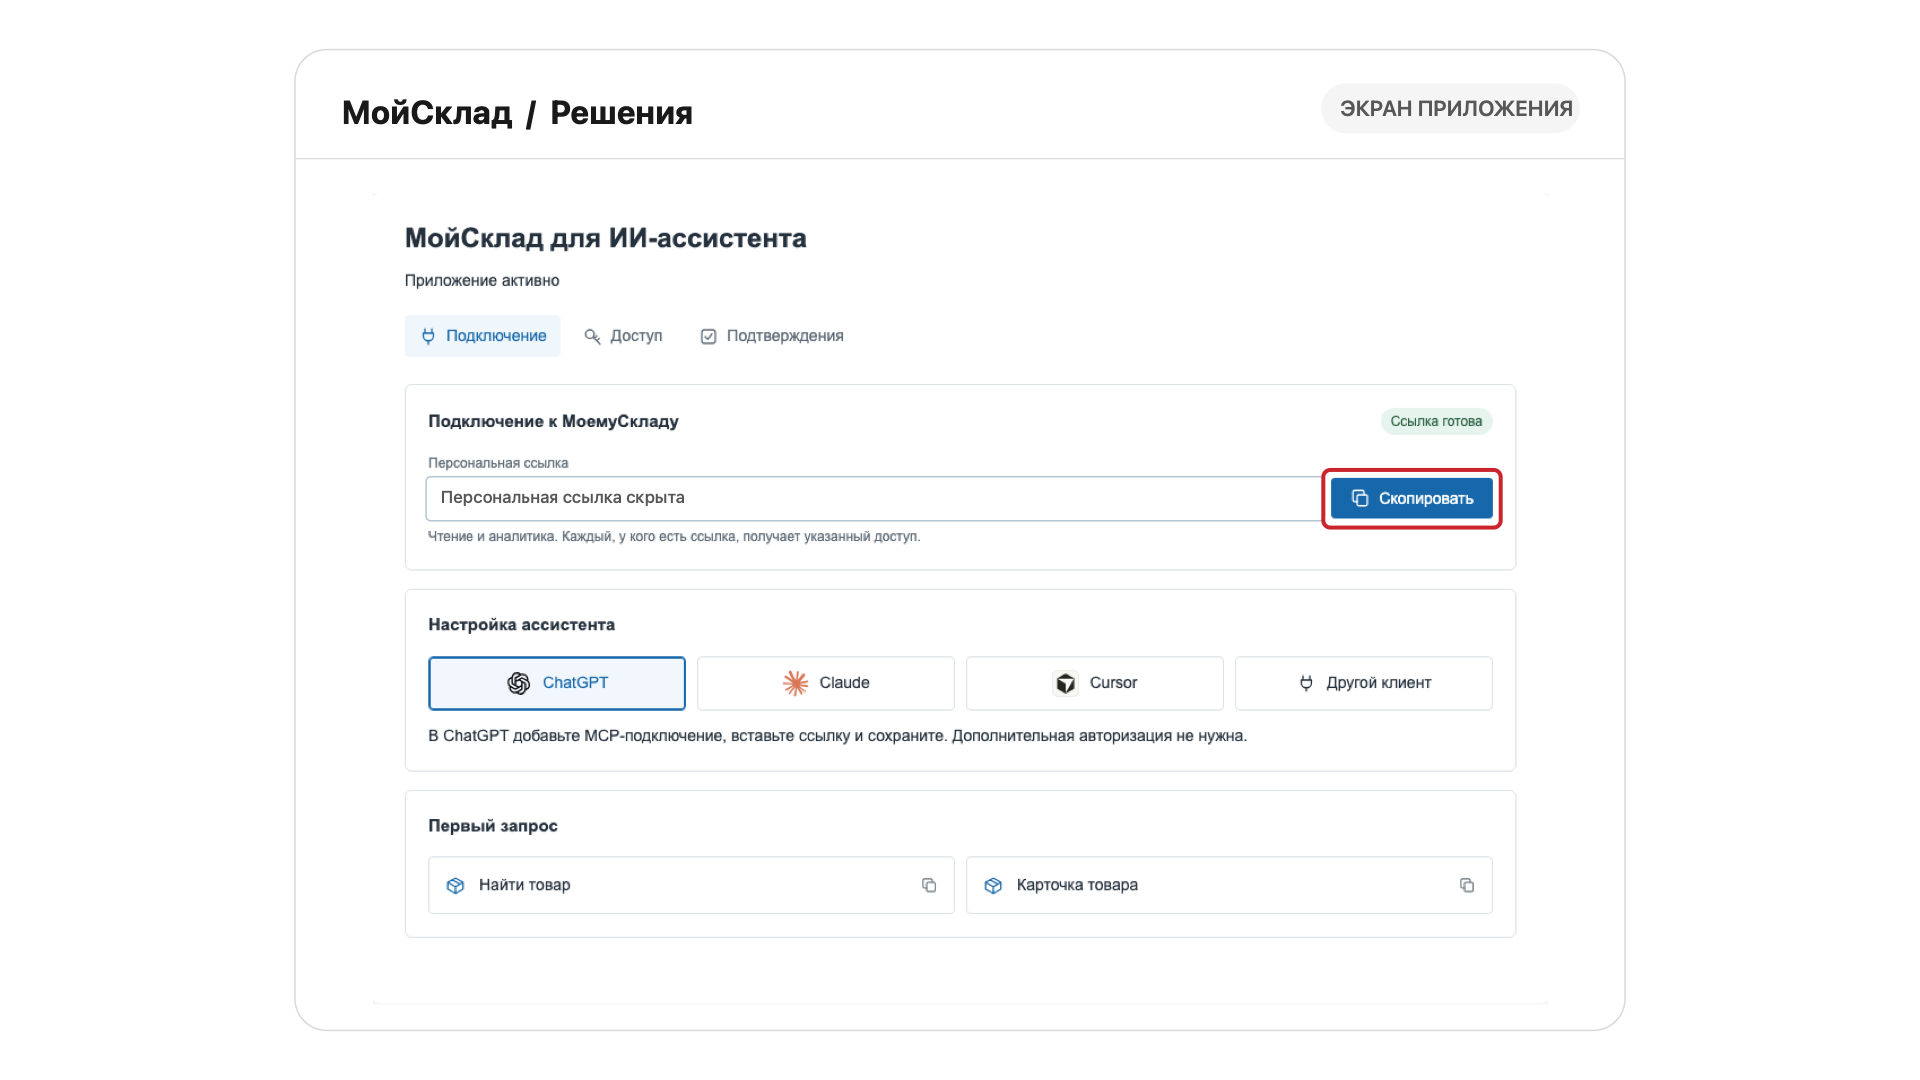 МойСклад / Решения
ЭКРАН ПРИЛОЖЕНИЯ
МойСклад для ИИ-ассистента
Приложение активно
Подключение
Доступ
Подтверждения
Подключение к МоемуСкладу
Ссылка готова
Персональная ссылка
Персональная ссылка скрыта
Скопировать
Чтение и аналитика. Каждый, у кого есть ссылка, получает указанный доступ.
Настройка ассистента
ChatGPT
Claude
Cursor
Другой клиент
В ChatGPT добавьте MCP-подключение, вставьте ссылку и сохраните. Дополнительная авторизация не нужна.
Первый запрос
Найти товар
Карточка товара